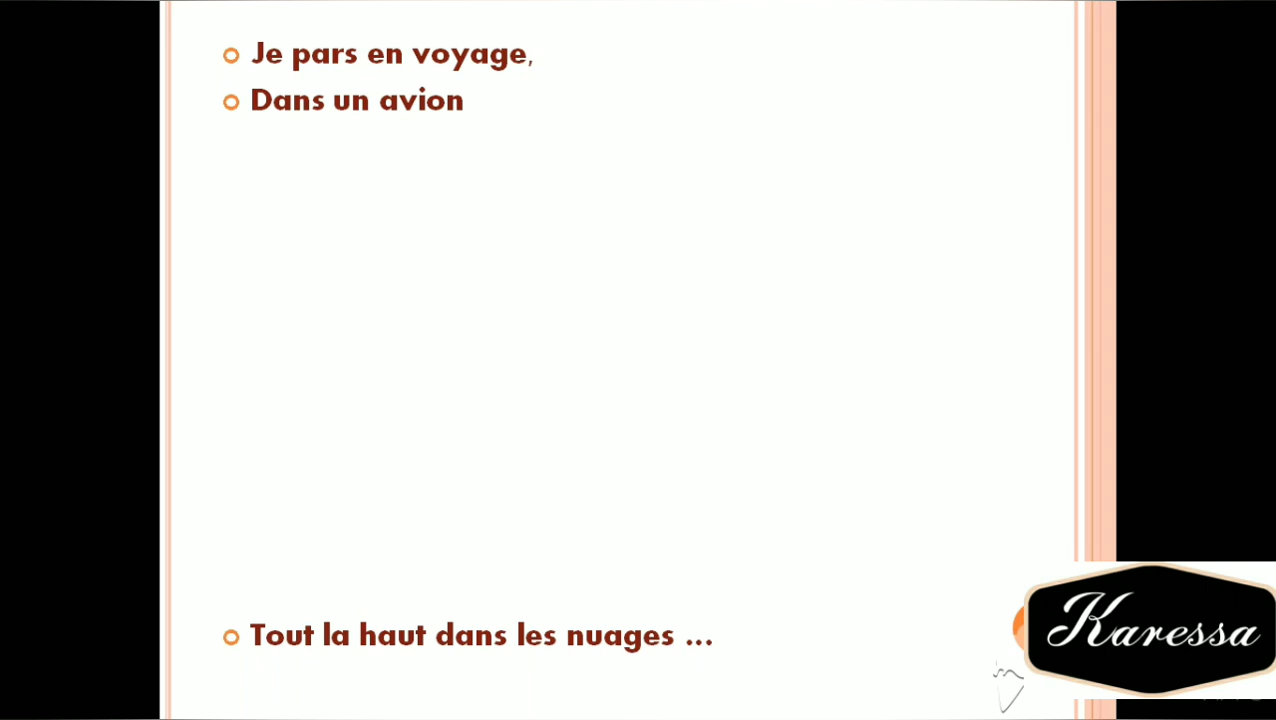 Je pars en voyage,
Dans un avion
Tout la haut dans les nuages ...
Karessa